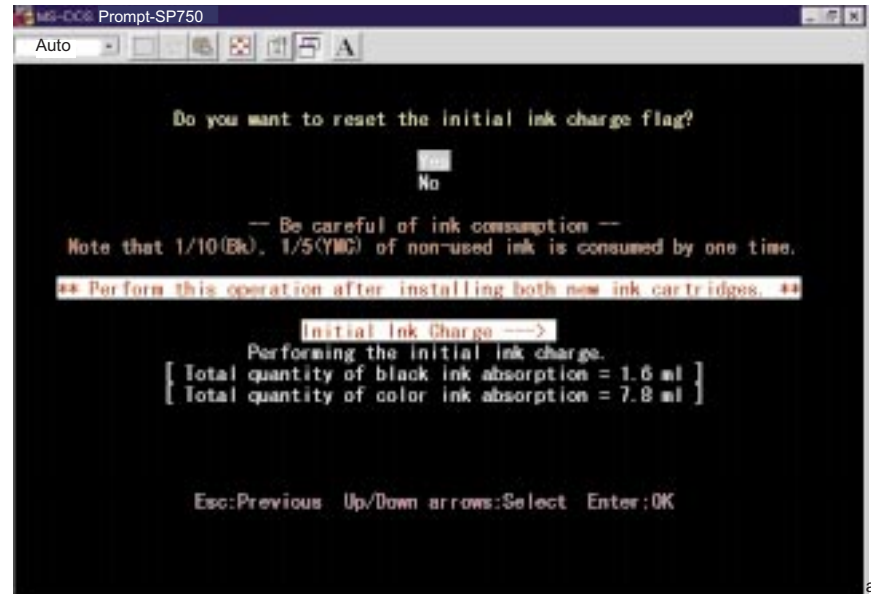 MS-DOS Prompt-SP750
Auto
A
Do you want to reset the initial ink charge flag?
Yes
No
-- Be careful of ink consumption --
Note that 1/10(Bk), 1/5(YMC) of non-used ink is consumed by one time.
** Perform this operation after installing both new ink cartridges. **
Initial Ink Charge --->
Performing the initial ink charge.
[ Total quantity of black ink absorption = 1.6 ml ]
[ Total quantity of color ink absorption = 7.8 ml ]
Esc:Previous Up/Down arrows:Select Enter:OK
a